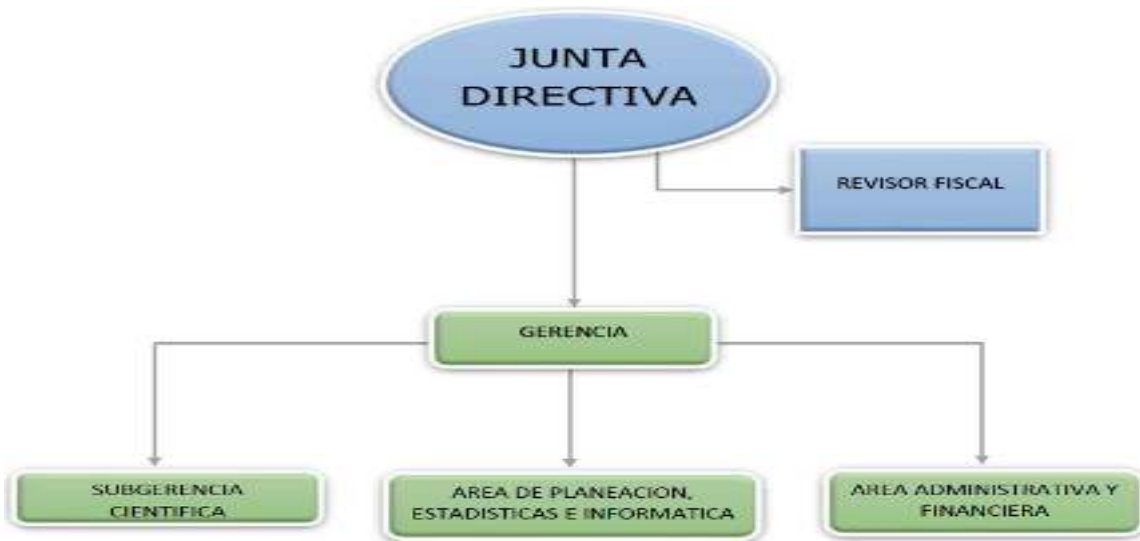 JUNTA
DIRECTIVA
REVISOR FISCAL
GERENCIA
SUBGERENCIA
CIENTIFICA
AREA DE PLANEACION,
ESTADISTICAS E INFORMATICA
AREA ADMINISTRATIVA Y
FINANCIERA